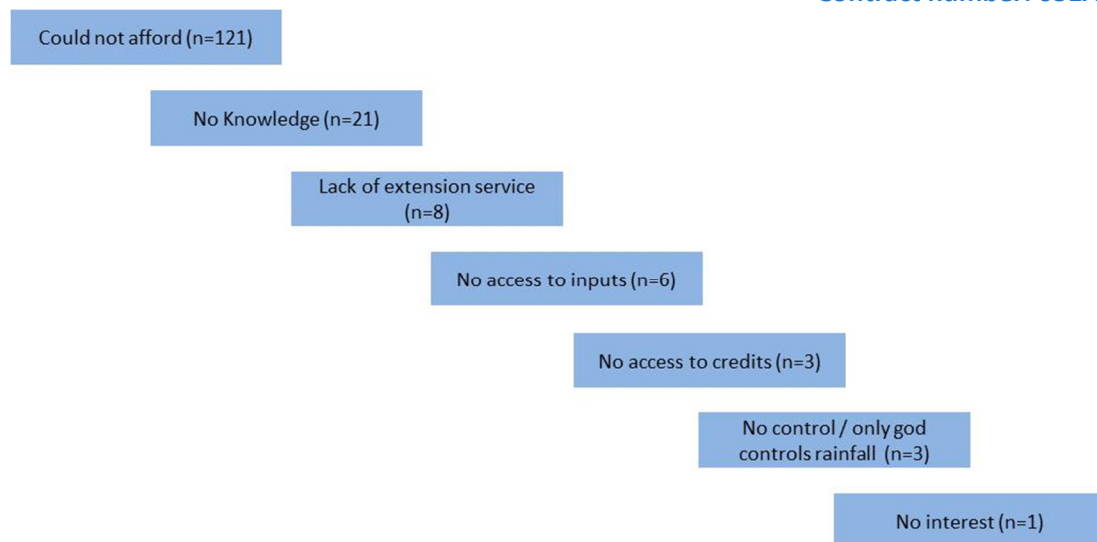 Could not afford (n=121)
No Knowledge (n=21)
Lack of extension service
(n=8)
No access to inputs (n=6)
No access to credits (n=3)
No control / only god
controls rainfall (n=3)
No interest (n=1)